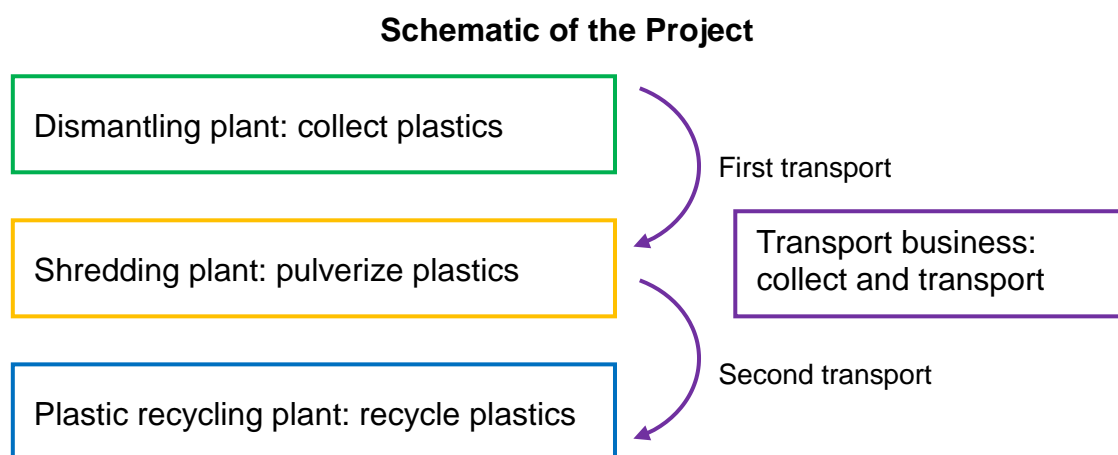 Schematic of the Project
Dismantling plant: collect plastics
First transport
Shredding plant: pulverize plastics
Transport business:
collect and transport
Second transport
Plastic recycling plant: recycle plastics